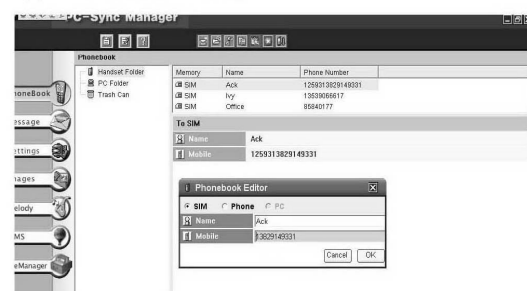 PC-Sync Manager
Phonebook
Handset Folder
PC Folder
Trash Can
Memory Name Phone Number
SIM Ack 1259313829149331
SIM Ivy 13539066617
SIM Office 85840177
To SIM
Name Ack
Mobile 1259313829149331
Phonebook Editor
SIM Phone PC
Name Ack
Mobile 13829149331
Cancel OK
oneBook
essage
ettings
nages
elody
MS
eManager